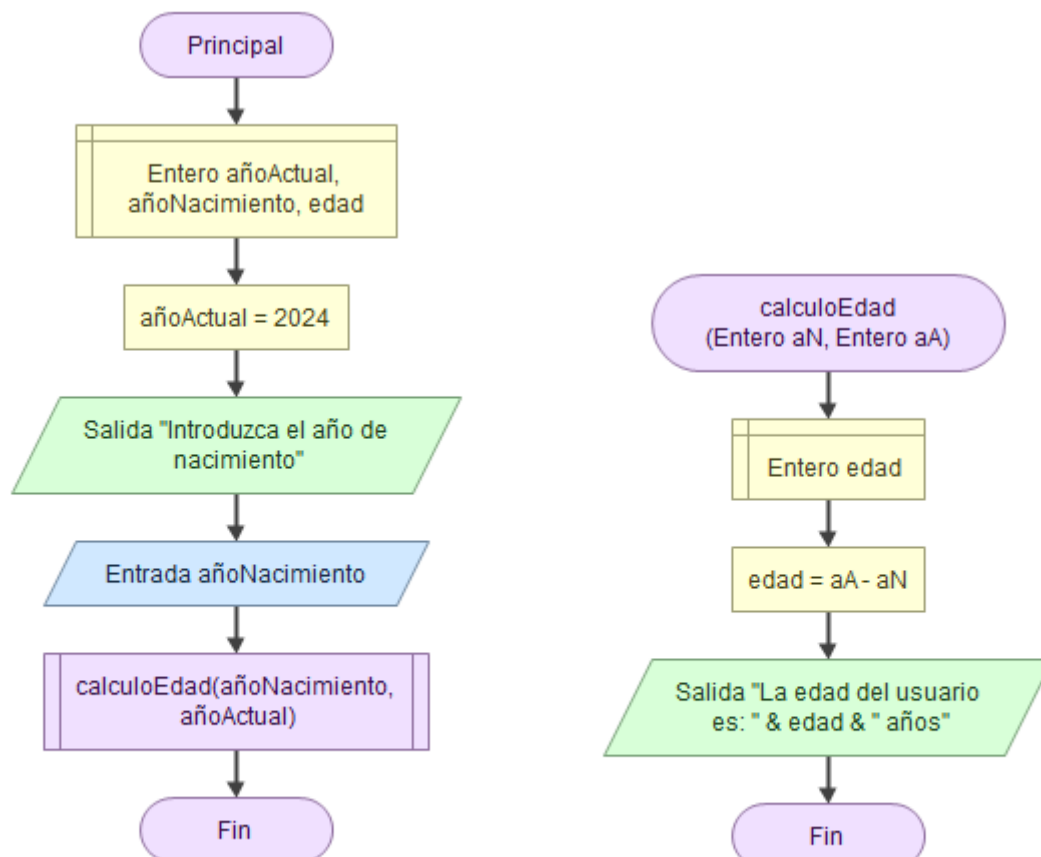 Principal
Entero añoActual,
añoNacimiento, edad
añoActual = 2024
Salida "Introduzca el año de
nacimiento"
Entrada añoNacimiento
calculoEdad(añoNacimiento,
añoActual)
Fin
calculoEdad
(Entero aN, Entero aA)
Entero edad
edad = aA - aN
Salida "La edad del usuario
es: " & edad & " años"
Fin